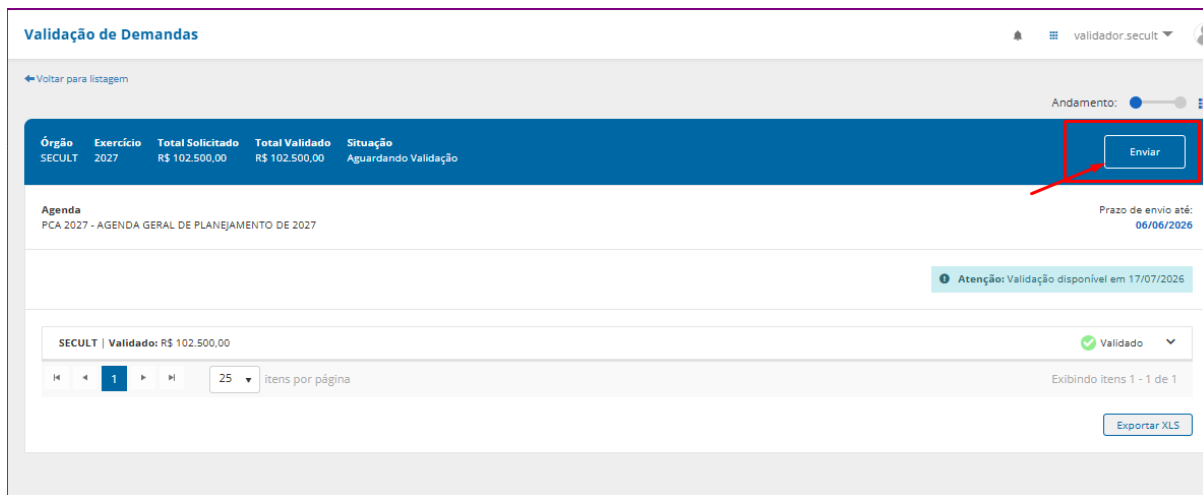 Validação de Demandas
validador.secult
Voltar para listagem
Andamento:
Órgão Exercício Total Solicitado Total Validado Situação
SECULT 2027 R$ 102.500,00 R$ 102.500,00 Aguardando Validação
Enviar
Agenda
PCA 2027 - AGENDA GERAL DE PLANEJAMENTO DE 2027
Prazo de envio até:
06/06/2026
Atenção: Validação disponível em 17/07/2026
SECULT | Validado: R$ 102.500,00
Validado
1
25
itens por página
Exibindo itens 1 - 1 de 1
Exportar XLS